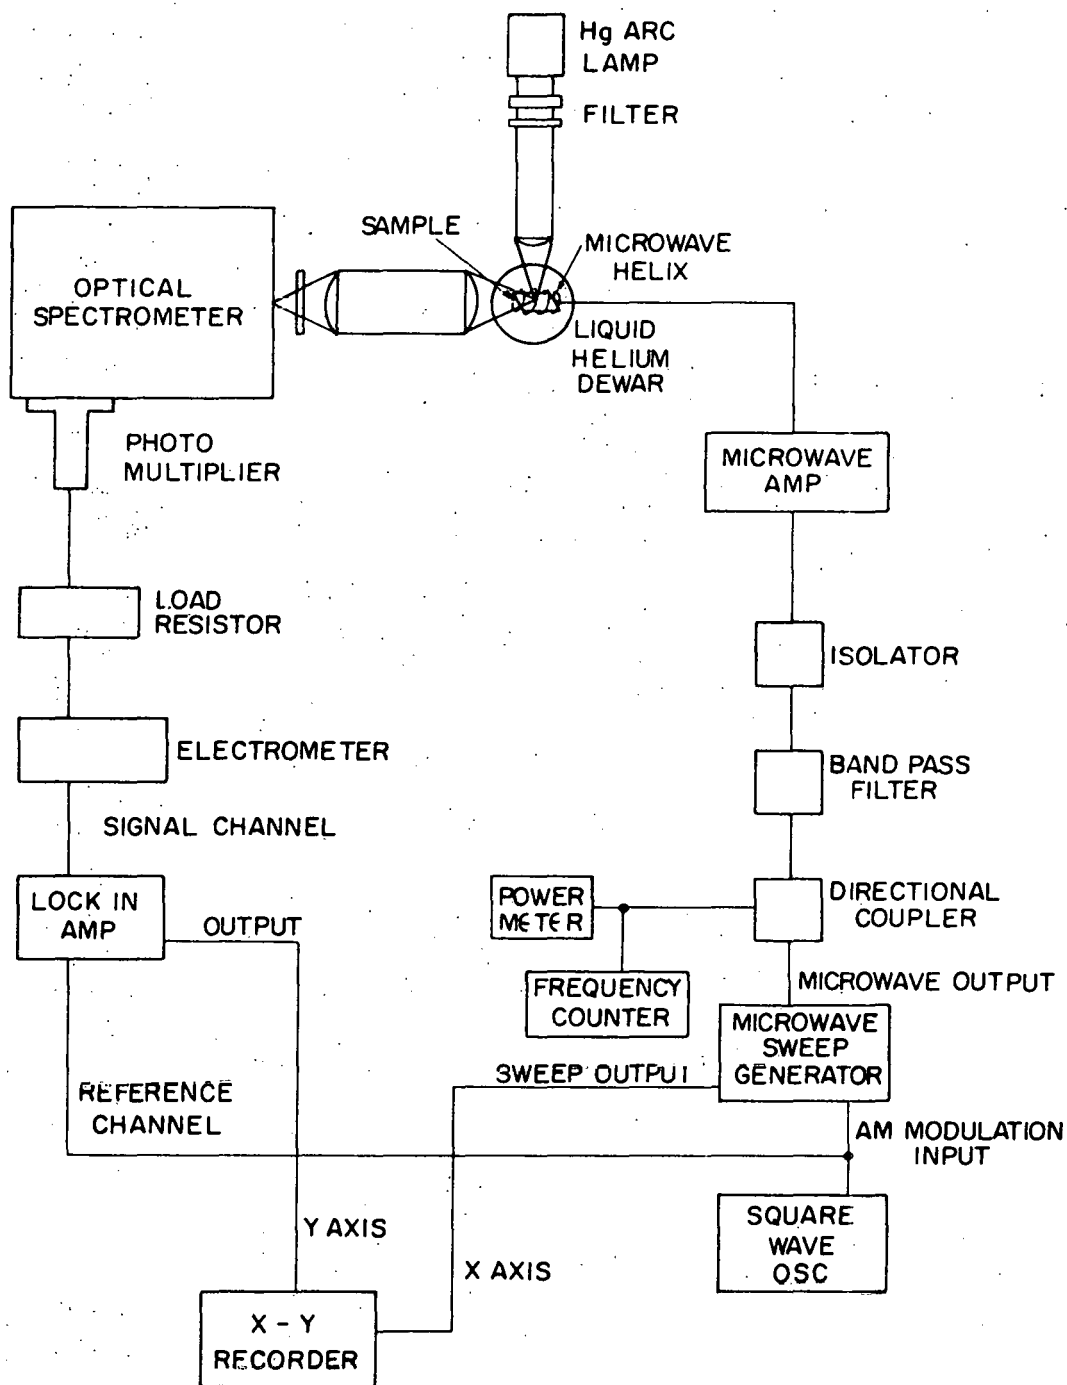 Hg ARC
LAMP
FILTER
SAMPLE
MICROWAVE
HELIX
OPTICAL
SPECTROMETER
LIQUID
HELIUM
DEWAR
PHOTO
MULTIPLIER
MICROWAVE
AMP
LOAD
RESISTOR
ISOLATOR
ELECTROMETER
BAND PASS
FILTER
SIGNAL CHANNEL
LOCK IN
AMP
OUTPUT
POWER
METER
DIRECTIONAL
COUPLER
FREQUENCY
COUNTER
MICROWAVE OUTPUT
MICROWAVE
SWEEP
GENERATOR
SWEEP OUTPUT
REFERENCE
CHANNEL
AM MODULATION
INPUT
SQUARE
WAVE
OSC
Y AXIS
X AXIS
X - Y
RECORDER